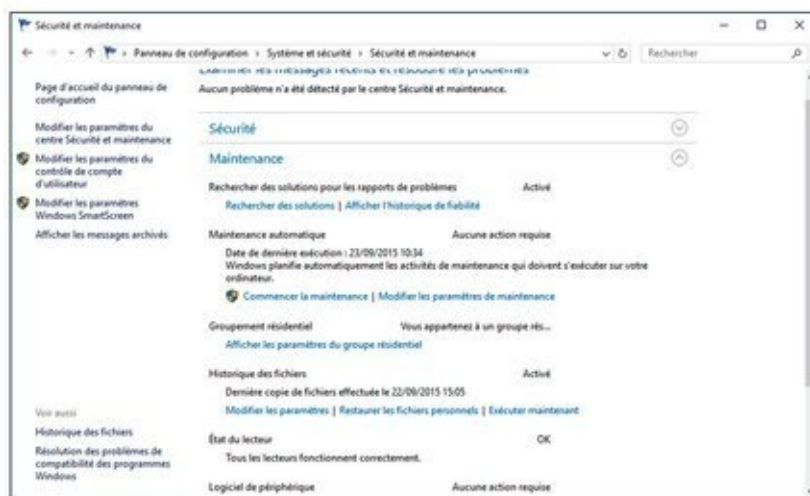 Sécurité et maintenance
Panneau de configuration > Système et sécurité > Sécurité et maintenance
Rechercher
Page d'accueil du panneau de
configuration
Modifier les paramètres du
centre Sécurité et maintenance
Modifier les paramètres du
contrôle de compte
d'utilisateur
Modifier les paramètres
Windows SmartScreen
Afficher les messages archivés
Voir aussi
Historique des fichiers
Résolution des problèmes de
compatibilité des programmes
Windows
Examiner les messages récents et résoudre les problèmes
Aucun problème n'a été détecté par le centre Sécurité et maintenance.
Sécurité
Maintenance
Rechercher des solutions pour les rapports de problèmes Activé
Rechercher des solutions | Afficher l'historique de fiabilité
Maintenance automatique Aucune action requise
Date de dernière exécution : 23/09/2015 10:34
Windows planifie automatiquement les activités de maintenance qui doivent s'exécuter sur votre
ordinateur.
Commencer la maintenance | Modifier les paramètres de maintenance
Groupement résidentiel Vous appartenez à un groupe rés...
Afficher les paramètres du groupe résidentiel
Historique des fichiers Activé
Dernière copie de fichiers effectuée le 22/09/2015 15:05
Modifier les paramètres | Restaurer les fichiers personnels | Exécuter maintenant
État du lecteur OK
Tous les lecteurs fonctionnent correctement.
Logiciel de périphérique Aucune action requise